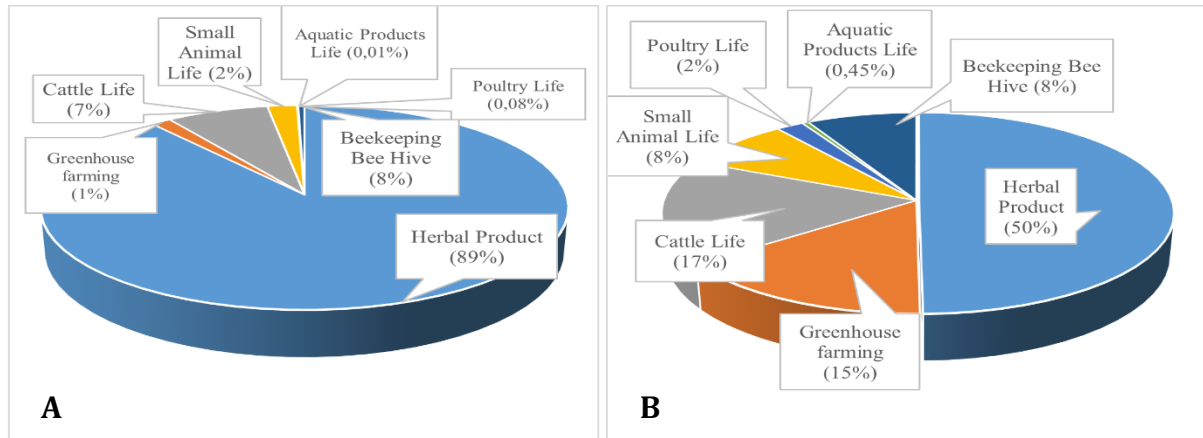 Small
Animal
Life (2%)
Aquatic Products
Life (0,01%)
Cattle Life
(7%)
Poultry Life
(0,08%)
Greenhouse
farming
(1%)
Beekeeping
Bee Hive
(8%)
Herbal Product
(89%)
A
Poultry Life
(2%)
Aquatic
Products Life
(0,45%)
Beekeeping Bee
Hive (8%)
Small
Animal Life
(8%)
Herbal
Product
(50%)
Cattle Life
(17%)
Greenhouse
farming
(15%)
B